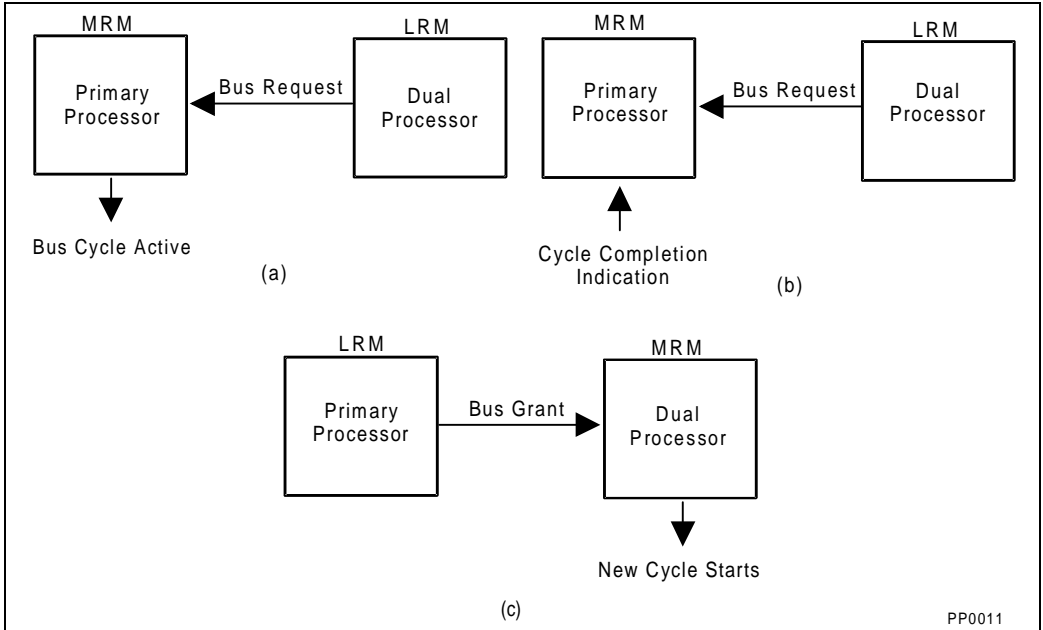 MRM
LRM
Primary
Processor
Bus Request
Dual
Processor
Bus Cycle Active
(a)
MRM
LRM
Primary
Processor
Bus Request
Dual
Processor
Cycle Completion
Indication
(b)
LRM
MRM
Primary
Processor
Bus Grant
Dual
Processor
New Cycle Starts
(c)
PP0011